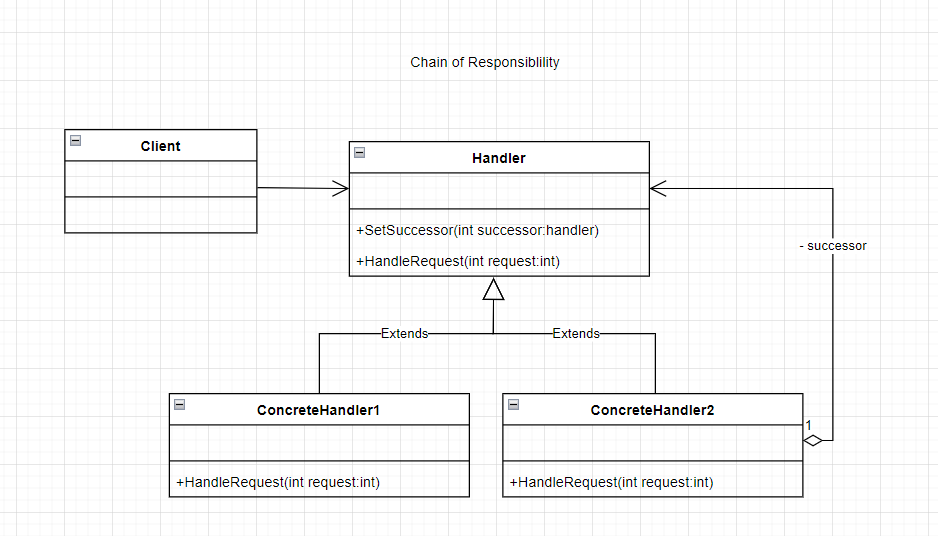 Chain of Responsiblility
Client
Handler
+SetSuccessor(int successor:handler)
+HandleRequest(int request:int)
- successor
Extends
Extends
ConcreteHandler1
+HandleRequest(int request:int)
ConcreteHandler2
1
+HandleRequest(int request:int)